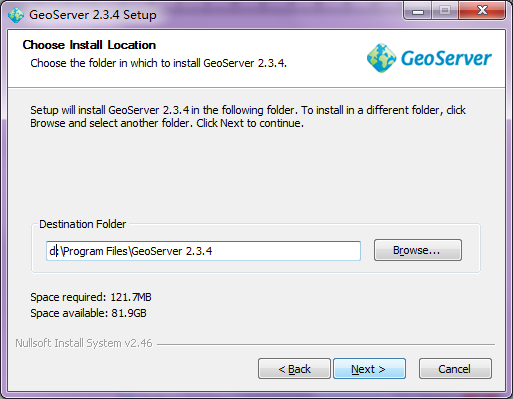 GeoServer 2.3.4 Setup
Choose Install Location
Choose the folder in which to install GeoServer 2.3.4.
GeoServer
Setup will install GeoServer 2.3.4 in the following folder. To install in a different folder, click
Browse and select another folder. Click Next to continue.
Destination Folder
d:\Program Files\GeoServer 2.3.4
Browse...
Space required: 121.7MB
Space available: 81.9GB
Nullsoft Install System v2.46
< Back
Next >
Cancel